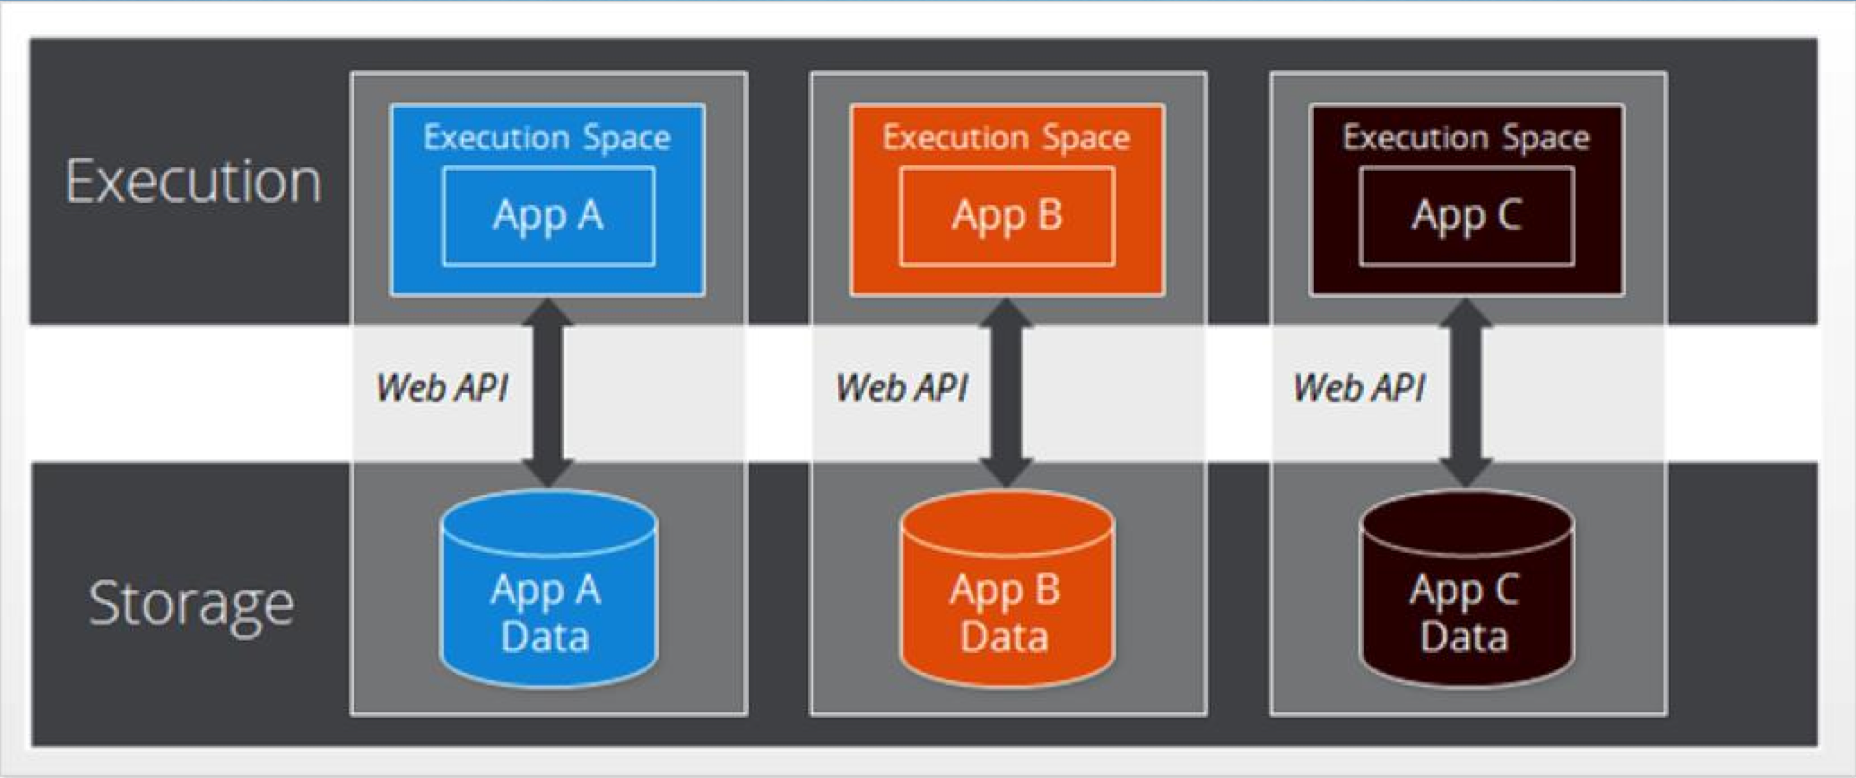 Execution
Execution Space
App A
Execution Space
App B
Execution Space
App C
Web API
Web API
Web API
Storage
App A
Data
App B
Data
App C
Data